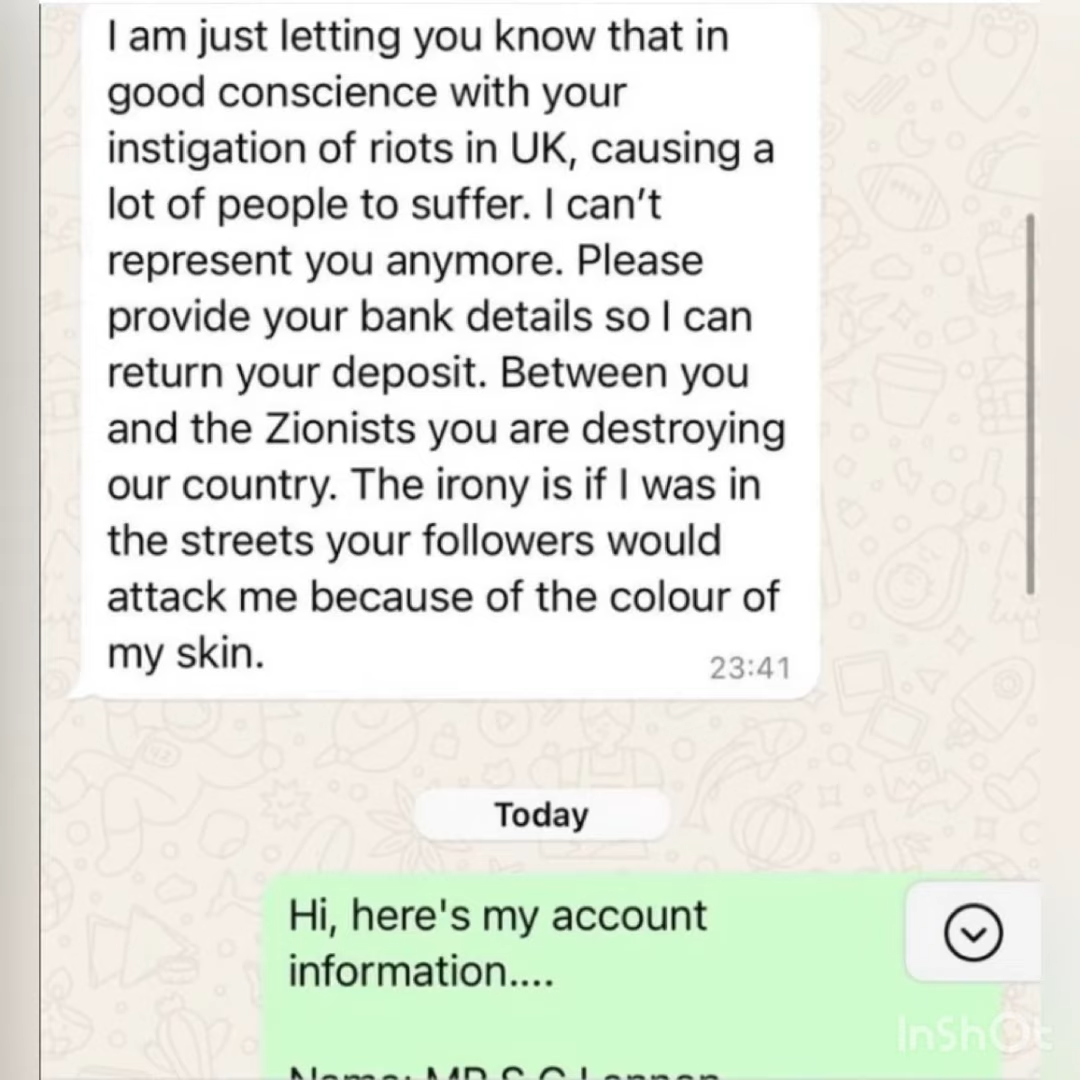 I am just letting you know that in
good conscience with your
instigation of riots in UK, causing a
lot of people to suffer. I can't
represent you anymore. Please
provide your bank details so I can
return your deposit. Between you
and the Zionists you are destroying
our country. The irony is if I was in
the streets your followers would
attack me because of the colour of
my skin.
23:41
Today
Hi, here's my account
information....
Name: MR S C Lennon
InShOt